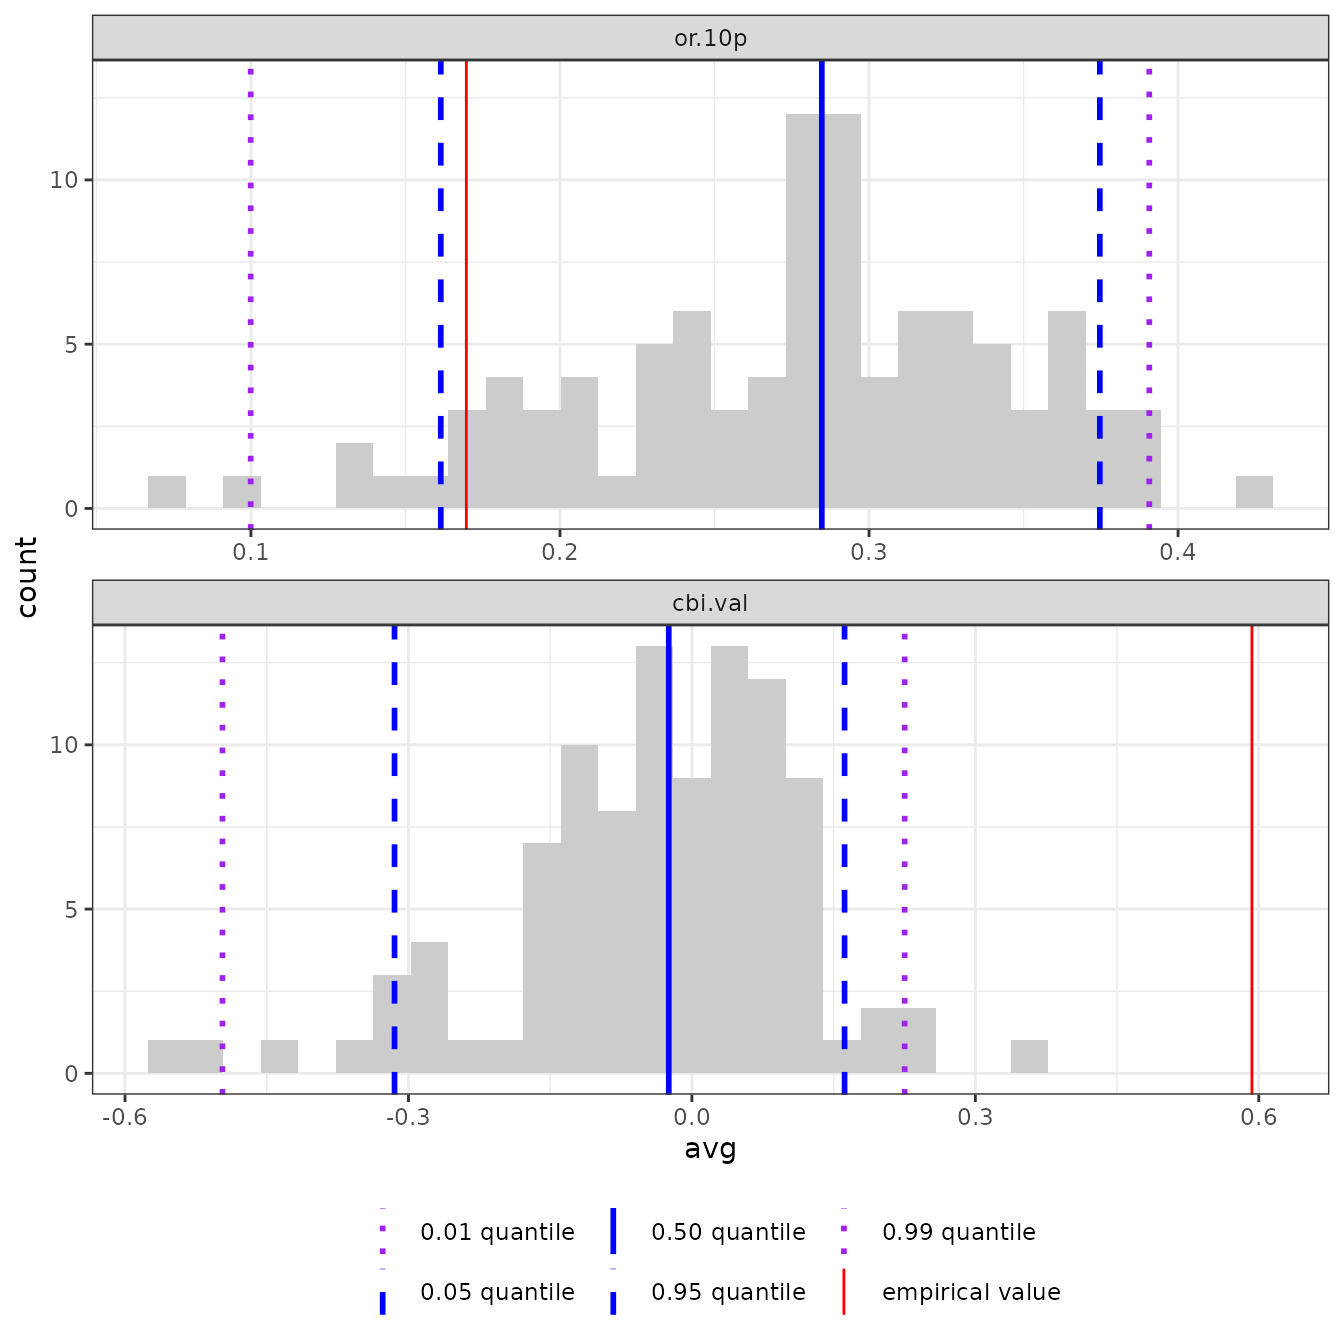 or.10p
10
5
0
0.1 0.2 0.3 0.4
count
cbi.val
10
5
0
-0.6 -0.3 0.0 0.3 0.6
avg
0.01 quantile 0.50 quantile 0.99 quantile
0.05 quantile 0.95 quantile empirical value